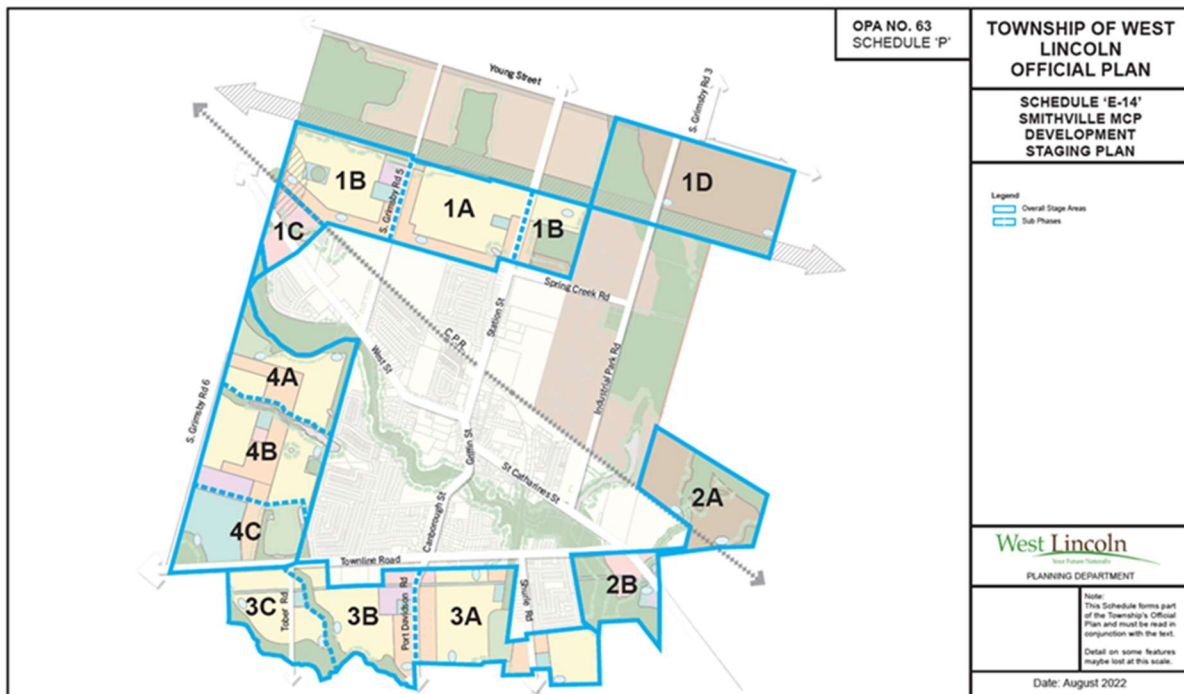 OPA NO. 63
SCHEDULE 'P'
TOWNSHIP OF WEST
LINCOLN
OFFICIAL PLAN
SCHEDULE 'E-14'
SMITHVILLE MCP
DEVELOPMENT
STAGING PLAN
Legend
Overall Stage Areas
Sub Phases
Young Street
S. Grimsby Rd 3
1B
S. Grimsby Rd 5
1A
1B
1D
1C
Spring Creek Rd
Station St
C.P.R.
West St
Industrial Park Rd
4A
S. Grimsby Rd 6
4B
Griffin St
St Catharines St
2A
4C
Canborough St
Townline Road
2B
3C
Tober Rd
3B
Port Davidson Rd
3A
Shurie Rd
West Lincoln
Your Future Naturally
PLANNING DEPARTMENT
Note:
This Schedule forms part
of the Township's Official
Plan and must be read in
conjunction with the text.
Detail on some features
maybe lost at this scale.
Date: August 2022